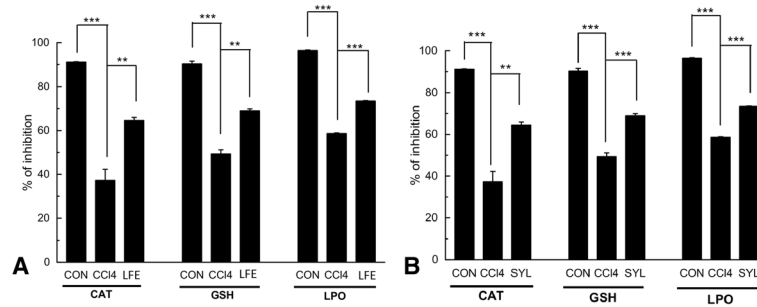 *** *** ***
** ** ***
100
80
60
40
20
0
% of inhibition
CON CCl4 LFE CON CCl4 LFE CON CCl4 LFE
CAT GSH LPO
A
*** *** ***
** *** ***
100
80
60
40
20
0
% of inhibition
CON CCl4 SYL CON CCl4 SYL CON CCl4 SYL
CAT GSH LPO
B